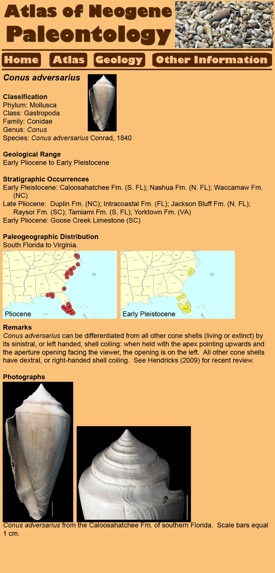 Atlas of Neogene
Paleontology
Home Atlas Geology Other Information
Conus adversarius
Classification
Phylum: Mollusca
Class: Gastropoda
Family: Conidae
Genus: Conus
Species: Conus adversarius Conrad, 1840
Geological Range
Early Pliocene to Early Pleistocene
Stratigraphic Occurrences
Early Pleistocene: Caloosahatchee Fm. (S. FL); Nashua Fm. (N. FL); Waccamaw Fm.
(NC)
Late Pliocene: Duplin Fm. (NC); Intracoastal Fm. (FL); Jackson Bluff Fm. (N. FL);
Raysor Fm. (SC); Tamiami Fm. (S. FL); Yorktown Fm. (VA)
Early Pliocene: Goose Creek Limestone (SC)
Paleogeographic Distribution
South Florida to Virginia.
Pliocene
Early Pleistocene
Remarks
Conus adversarius can be differentiated from all other cone shells (living or extinct) by
its sinistral, or left handed, shell coiling: when held with the apex pointing upwards and
the aperture opening facing the viewer, the opening is on the left. All other cone shells
have dextral, or right-handed shell coiling. See Hendricks (2009) for recent review.
Photographs
Conus adversarius from the Caloosahatchee Fm. of southern Florida. Scale bars equal
1 cm.